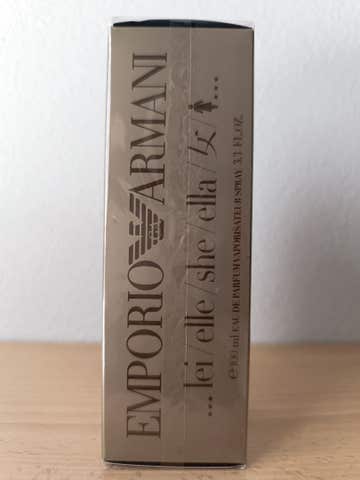 EMPORIO ARMANI
... lei / elle / she / ella / 女 / ...
e 100 ml EAU DE PARFUM VAPORISATEUR SPRAY 3.4 FL.OZ.